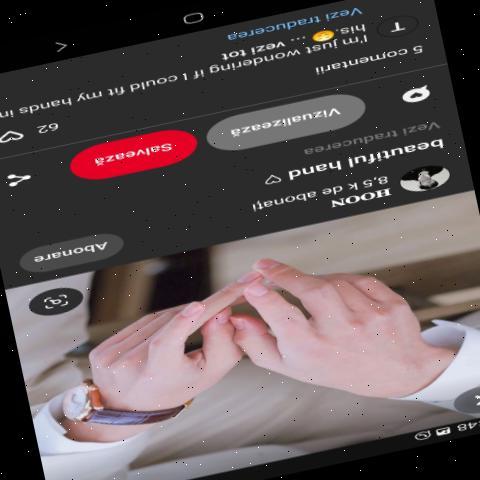 :48
HOON
8,5 k de abonați
Abonare
beautiful hand ♡
Vezi traducerea
Vizualizează
Salvează
62
5 comentarii
T
I'm just wondering if I could fit my hands in
his.😳 ... vezi tot
Vezi traducerea